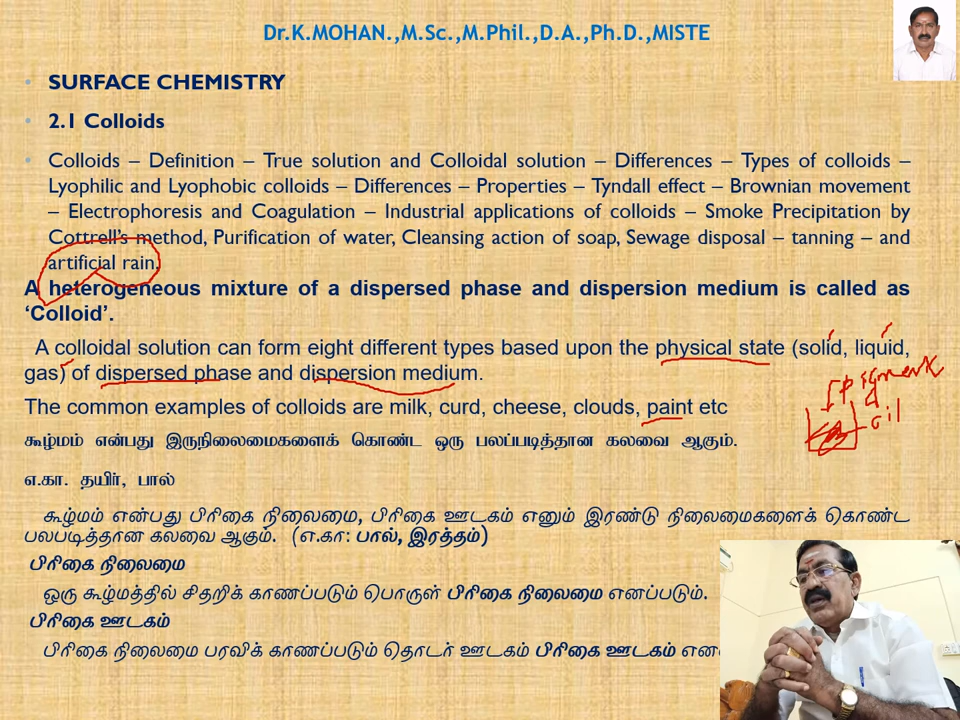 Dr.K.MOHAN.,M.Sc.,M.Phil.,D.A.,Ph.D.,MISTE
• SURFACE CHEMISTRY
• 2.1 Colloids
• Colloids – Definition – True solution and Colloidal solution – Differences – Types of colloids –
Lyophilic and Lyophobic colloids – Differences – Properties – Tyndall effect – Brownian movement
– Electrophoresis and Coagulation – Industrial applications of colloids – Smoke Precipitation by
Cottrell's method, Purification of water, Cleansing action of soap, Sewage disposal – tanning – and
artificial rain.
A heterogeneous mixture of a dispersed phase and dispersion medium is called as
‘Colloid’.
A colloidal solution can form eight different types based upon the physical state (solid, liquid,
gas) of dispersed phase and dispersion medium.
pigment
The common examples of colloids are milk, curd, cheese, clouds, paint etc
oil
கூழ்மம் என்பது இருநிலைமைகளைக் கொண்ட ஒரு பலப்படித்தான கலவை ஆகும்.
எ.கா. தயிர், பால்
கூழ்மம் என்பது பிரிகை நிலைமை, பிரிகை ஊடகம் எனும் இரண்டு நிலைமைகளைக் கொண்ட
பலபடித்தான கலவை ஆகும். (எ.கா: பால், இரத்தம்)
பிரிகை நிலைமை
ஒரு கூழ்மத்தில் சிதறிக் காணப்படும் பொருள் பிரிகை நிலைமை எனப்படும்.
பிரிகை ஊடகம்
பிரிகை நிலைமை பரவிக் காணப்படும் தொடர் ஊடகம் பிரிகை ஊடகம்